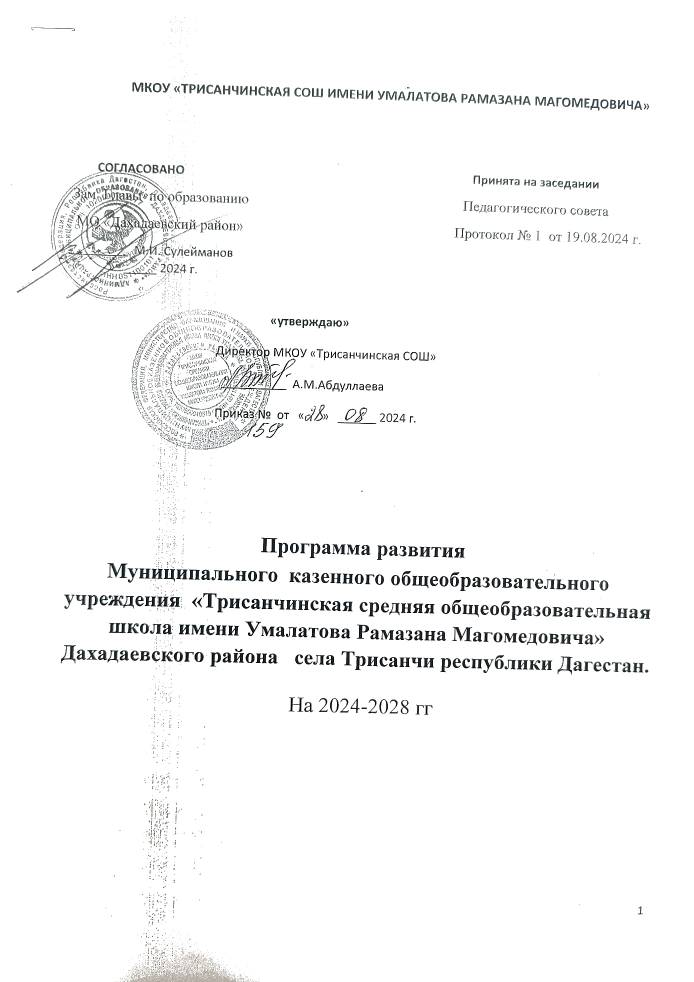 МКОУ «ТРИСАНЧИНСКАЯ СОШ ИМЕНИ УМАЛАТОВА РАМАЗАНА МАГОМЕДОВИЧА»
СОГЛАСОВАНО
Зам. главы по образованию
МО «Дахадаевский район»
М.И. Сулейманов
2024 г.
Принята на заседании
Педагогического совета
Протокол № 1 от 19.08.2024 г.
«утверждаю»
Директор МКОУ «Трисанчинская СОШ»
А.М.Абдуллаева
Приказ № от «28» 08 2024 г.
159
Программа развития
Муниципального казенного общеобразовательного
учреждения «Трисанчинская средняя общеобразовательная
школа имени Умалатова Рамазана Магомедовича»
Дахадаевского района села Трисанчи республики Дагестан.
На 2024-2028 гг
1